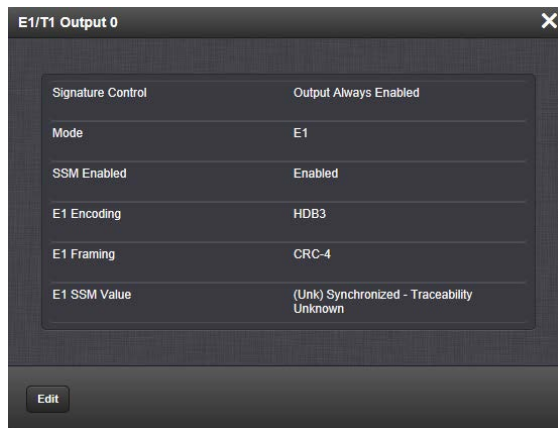 E1/T1 Output 0
Signature Control Output Always Enabled
Mode E1
SSM Enabled Enabled
E1 Encoding HDB3
E1 Framing CRC-4
E1 SSM Value (Unk) Synchronized - Traceability
Unknown
Edit